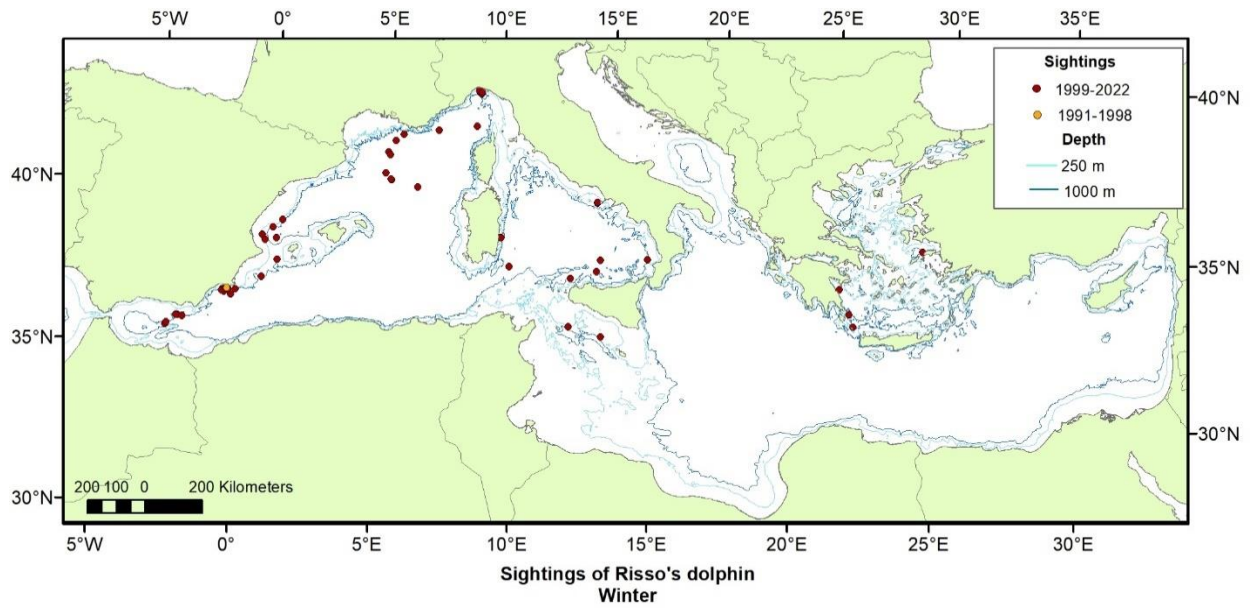 5°W 0° 5°E 10°E 15°E 20°E 25°E 30°E 35°E
Sightings
1999-2022
1991-1998
Depth
250 m
1000 m
40°N
40°N
35°N
35°N
30°N
30°N
200 100 0 200 Kilometers
5°W 0° 5°E 10°E 15°E 20°E 25°E 30°E
Sightings of Risso's dolphin
Winter